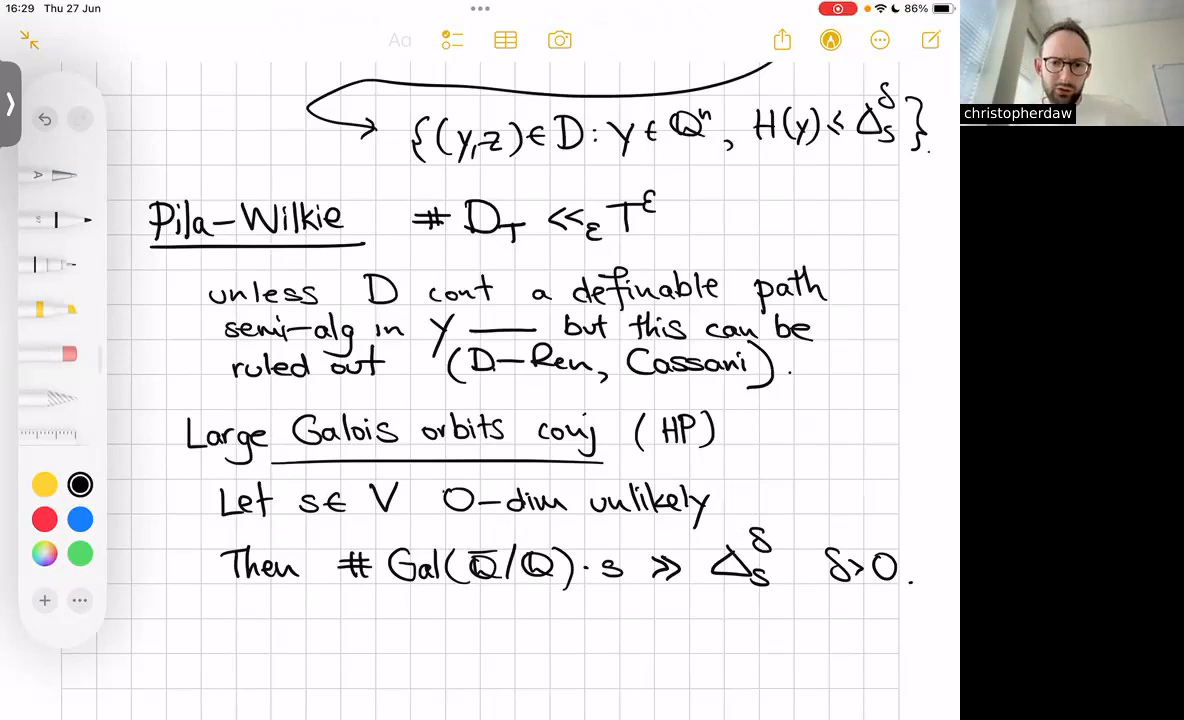 16:29 Thu 27 Jun
86%
Aa
christopherdaw
{(y,z) ∈ D : y ∈ ℚⁿ, H(y) ≤ Δ_s^δ}.
Pila-Wilkie # D_T <<_ε T^ε
unless D cont a definable path
semi-alg in Y —— but this can be
ruled out (D-Ren, Cassani).
Large Galois orbits conj (HP)
Let s ∈ V 0-dim unlikely
Then # Gal(ℚ̅/ℚ)·s >> Δ_s^δ δ>0.